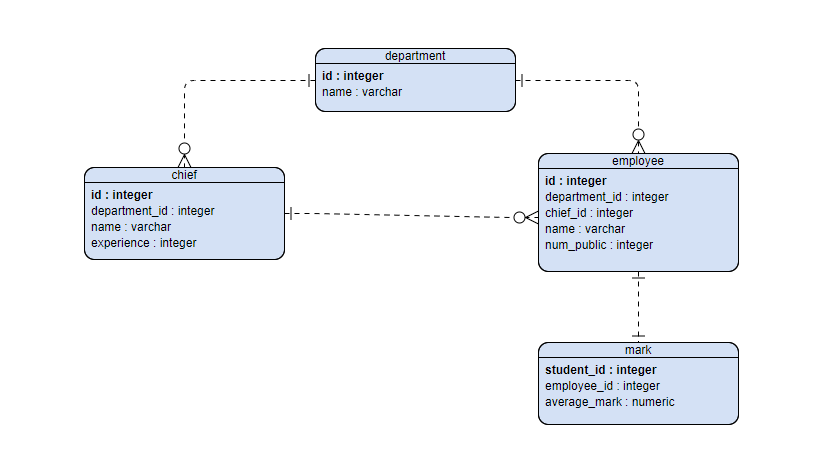 department
id : integer
name : varchar
chief
id : integer
department_id : integer
name : varchar
experience : integer
employee
id : integer
department_id : integer
chief_id : integer
name : varchar
num_public : integer
mark
student_id : integer
employee_id : integer
average_mark : numeric